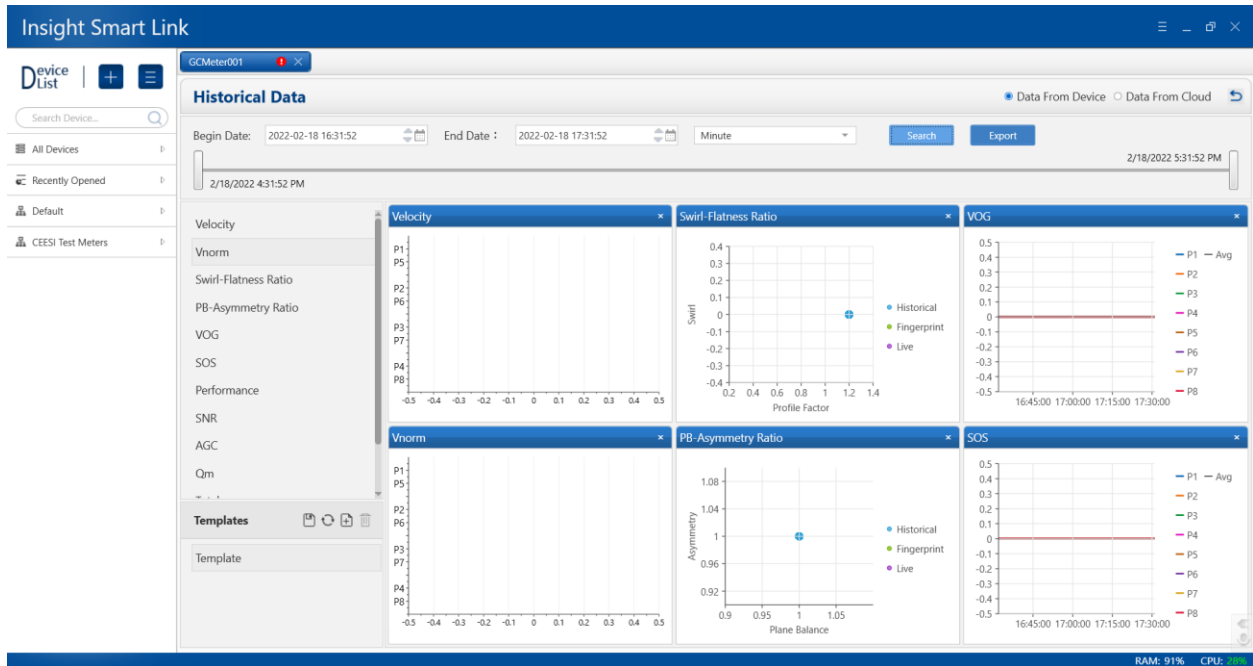 Insight Smart Link
Device List
Search Device...
All Devices
Recently Opened
Default
CEESI Test Meters
GCMeter001
Historical Data
Data From Device Data From Cloud
Begin Date: 2022-02-18 16:31:52 End Date : 2022-02-18 17:31:52 Minute Search Export
2/18/2022 5:31:52 PM
2/18/2022 4:31:52 PM
Velocity
Vnorm
Swirl-Flatness Ratio
PB-Asymmetry Ratio
VOG
SOS
Performance
SNR
AGC
Qm
Templates
Template
Velocity
P1
P5
P2
P6
P3
P7
P4
P8
-0.5 -0.4 -0.3 -0.2 -0.1 0 0.1 0.2 0.3 0.4 0.5
Swirl-Flatness Ratio
Swirl
0.4
0.3
0.2
0.1
0
-0.1
-0.2
-0.3
-0.4
0.2 0.4 0.6 0.8 1 1.2 1.4
Profile Factor
Historical
Fingerprint
Live
VOG
0.5
0.4
0.3
0.2
0.1
0
-0.1
-0.2
-0.3
-0.4
-0.5
16:45:00 17:00:00 17:15:00 17:30:00
P1 Avg
P2
P3
P4
P5
P6
P7
P8
Vnorm
P1
P5
P2
P6
P3
P7
P4
P8
-0.5 -0.4 -0.3 -0.2 -0.1 0 0.1 0.2 0.3 0.4 0.5
PB-Asymmetry Ratio
Asymmetry
1.08
1.04
1
0.96
0.92
0.9 0.95 1 1.05
Plane Balance
Historical
Fingerprint
Live
SOS
0.5
0.4
0.3
0.2
0.1
0
-0.1
-0.2
-0.3
-0.4
-0.5
16:45:00 17:00:00 17:15:00 17:30:00
P1 Avg
P2
P3
P4
P5
P6
P7
P8
RAM: 91% CPU: 28%